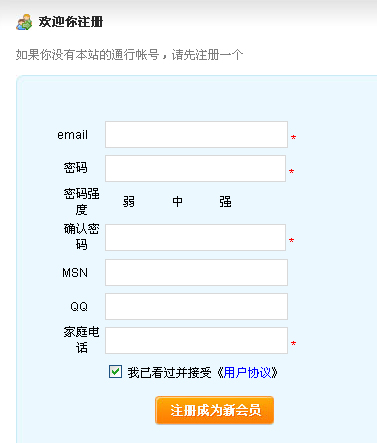 欢迎你注册
如果你没有本站的通行帐号，请先注册一个
email *
密码 *
密码强
度 弱 中 强
确认密
码 *
MSN
QQ
家庭电
话 *
我已看过并接受《用户协议》
注册成为新会员